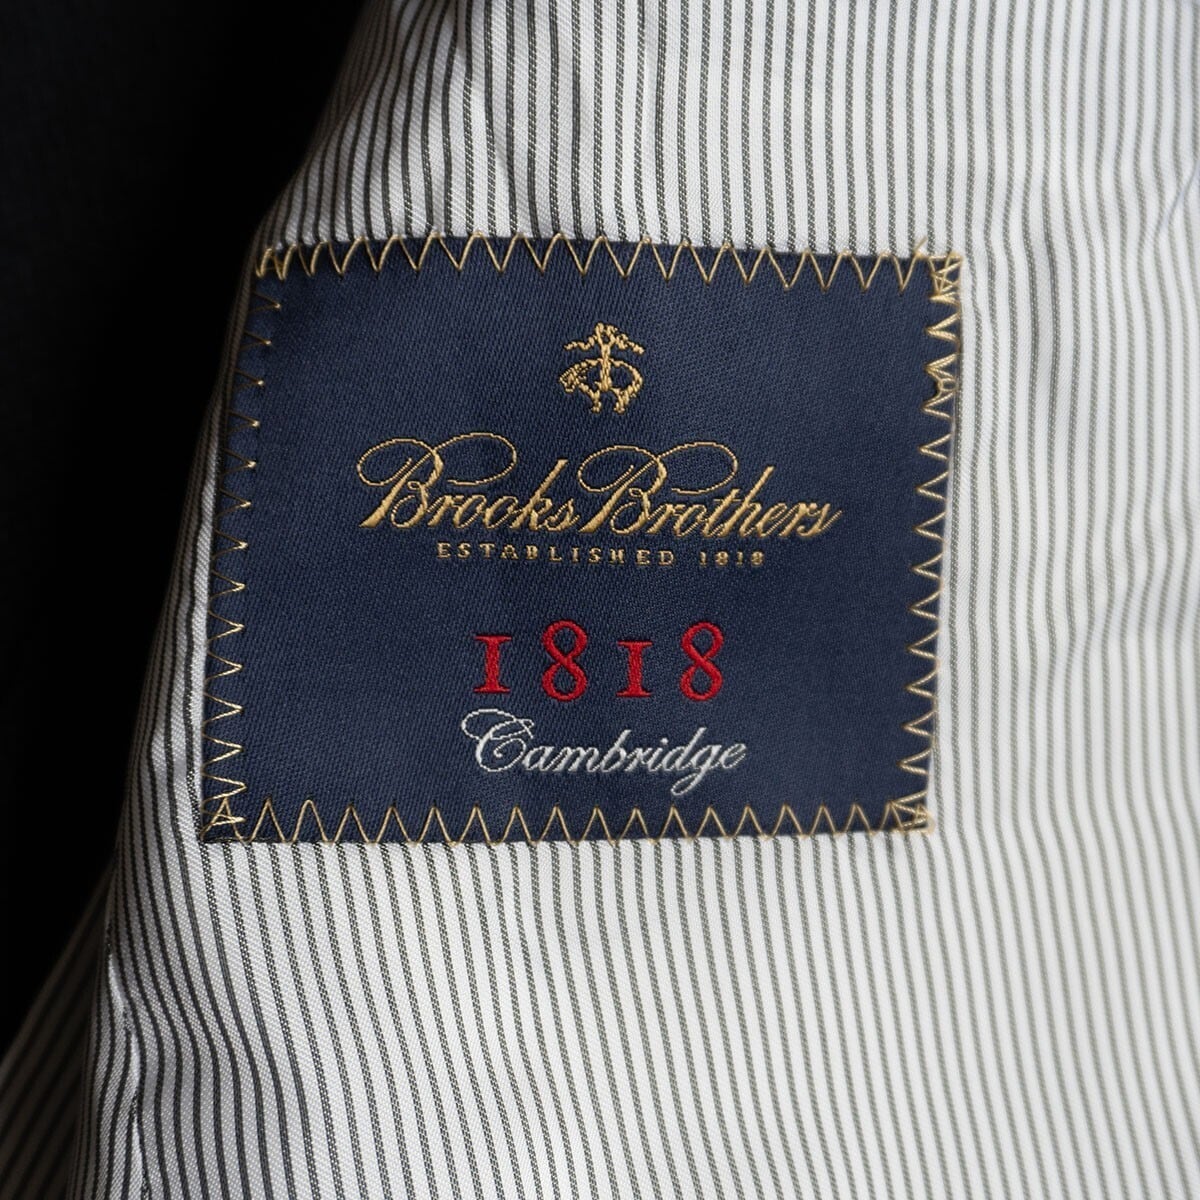 Brooks Brothers
ESTABLISHED 1818
1818
Cambridge